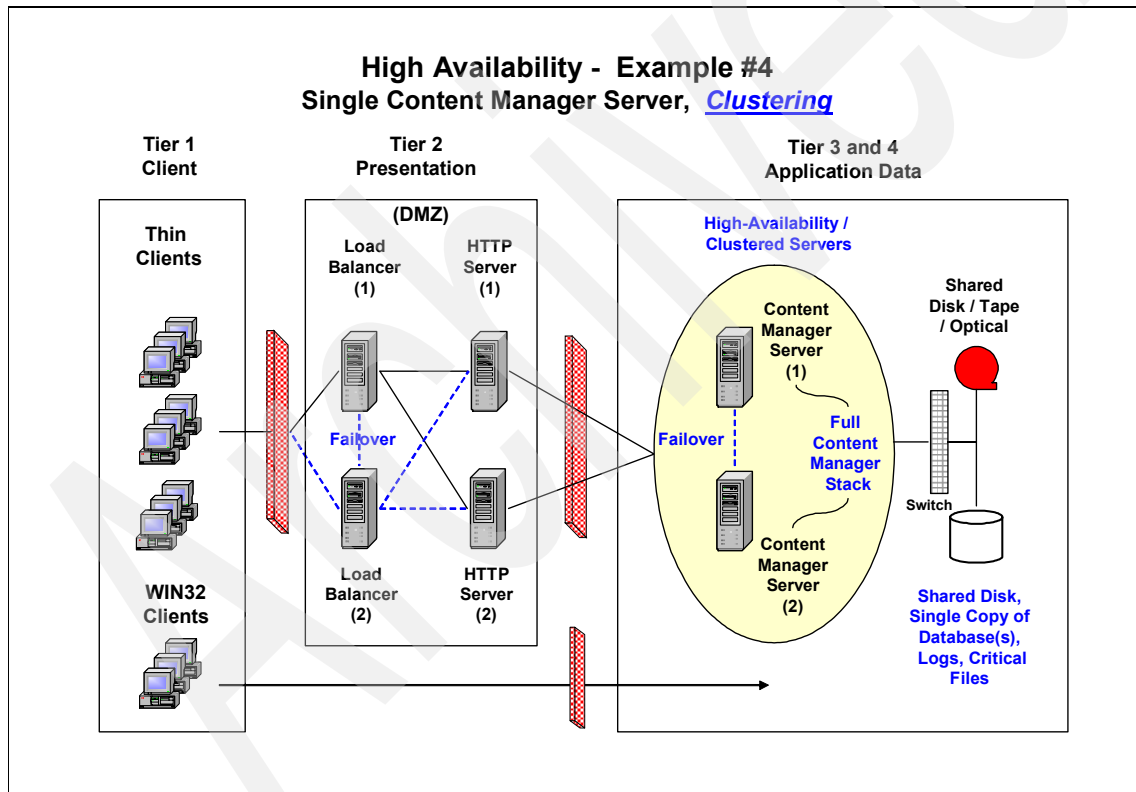 High Availability - Example #4
Single Content Manager Server, Clustering
Tier 1
Client
Tier 2
Presentation
Tier 3 and 4
Application Data
Thin
Clients
WIN32
Clients
(DMZ)
Load
Balancer
(1)
HTTP
Server
(1)
Failover
Load
Balancer
(2)
HTTP
Server
(2)
High-Availability /
Clustered Servers
Content
Manager
Server
(1)
Failover
Full
Content
Manager
Stack
Content
Manager
Server
(2)
Shared
Disk / Tape
/ Optical
Switch
Shared Disk,
Single Copy of
Database(s),
Logs, Critical
Files
Archived